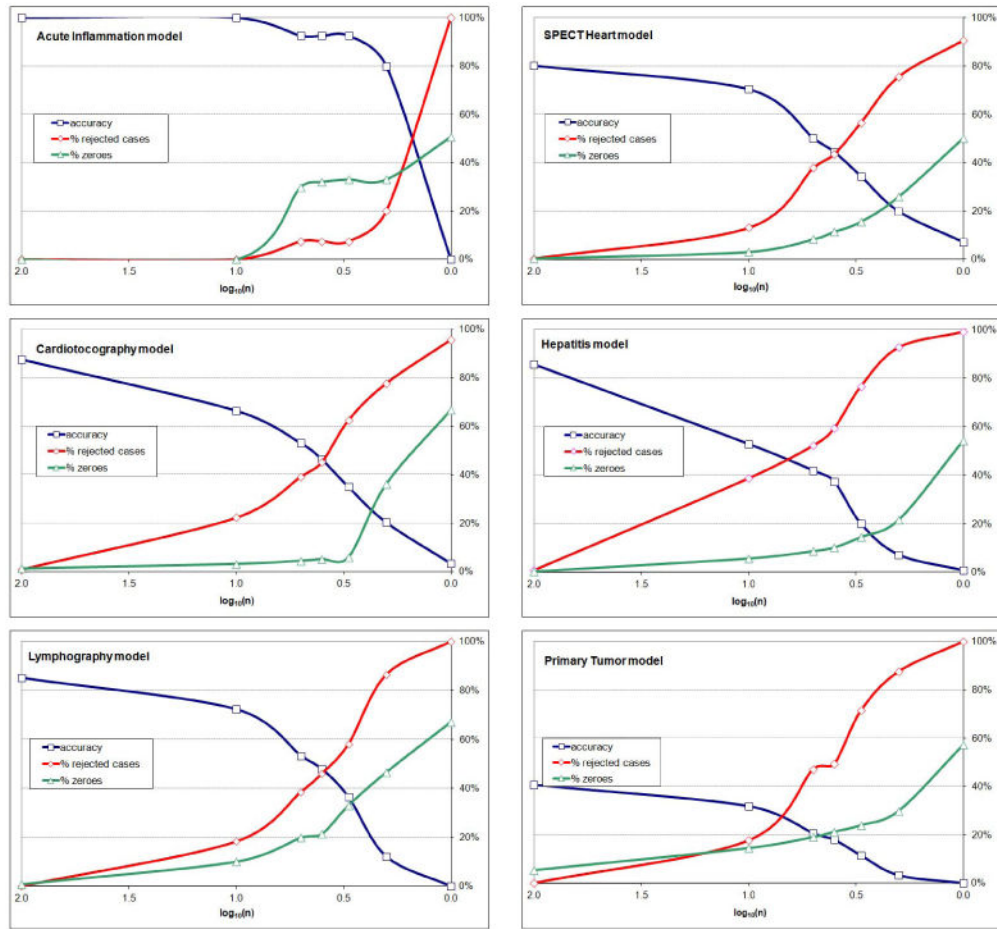 Acute Inflammation model
accuracy
% rejected cases
% zeroes
100%
80%
60%
40%
20%
0%
2.0 1.5 1.0 0.5 0.0
log10(n)
SPECT Heart model
accuracy
% rejected cases
% zeroes
100%
80%
60%
40%
20%
0%
2.0 1.5 1.0 0.5 0.0
log10(n)
Cardiotocography model
accuracy
% rejected cases
% zeroes
100%
80%
60%
40%
20%
0%
2.0 1.5 1.0 0.5 0.0
log10(n)
Hepatitis model
accuracy
% rejected cases
% zeroes
100%
80%
60%
40%
20%
0%
2.0 1.5 1.0 0.5 0.0
log10(n)
Lymphography model
accuracy
% rejected cases
% zeroes
100%
80%
60%
40%
20%
0%
2.0 1.5 1.0 0.5 0.0
log10(n)
Primary Tumor model
accuracy
% rejected cases
% zeroes
100%
80%
60%
40%
20%
0%
2.0 1.5 1.0 0.5 0.0
log10(n)